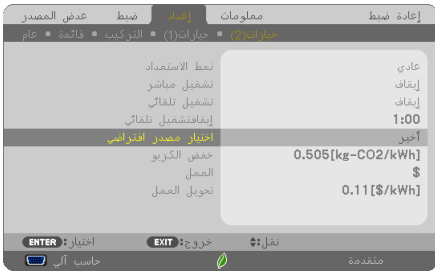 عرض المصدر ضبط إعداد معلومات إعادة ضبط
عام • قائمة • التركيب • خيارات(1) • خيارات(2)
نمط الاستعداد عادي
تشغيل مباشر إيقاف
تشغيل تلقائي إيقاف
إيقافتشغيل تلقائي 1:00
اختيار مصدر افتراضي أخير
خفض الكربو 0.505[kg-CO2/kWh]
العمل $
تحويل العمل 0.11[$/kWh]
ENTER :اختيار EXIT :خروج نقل:
حاسب آلي متقدمة